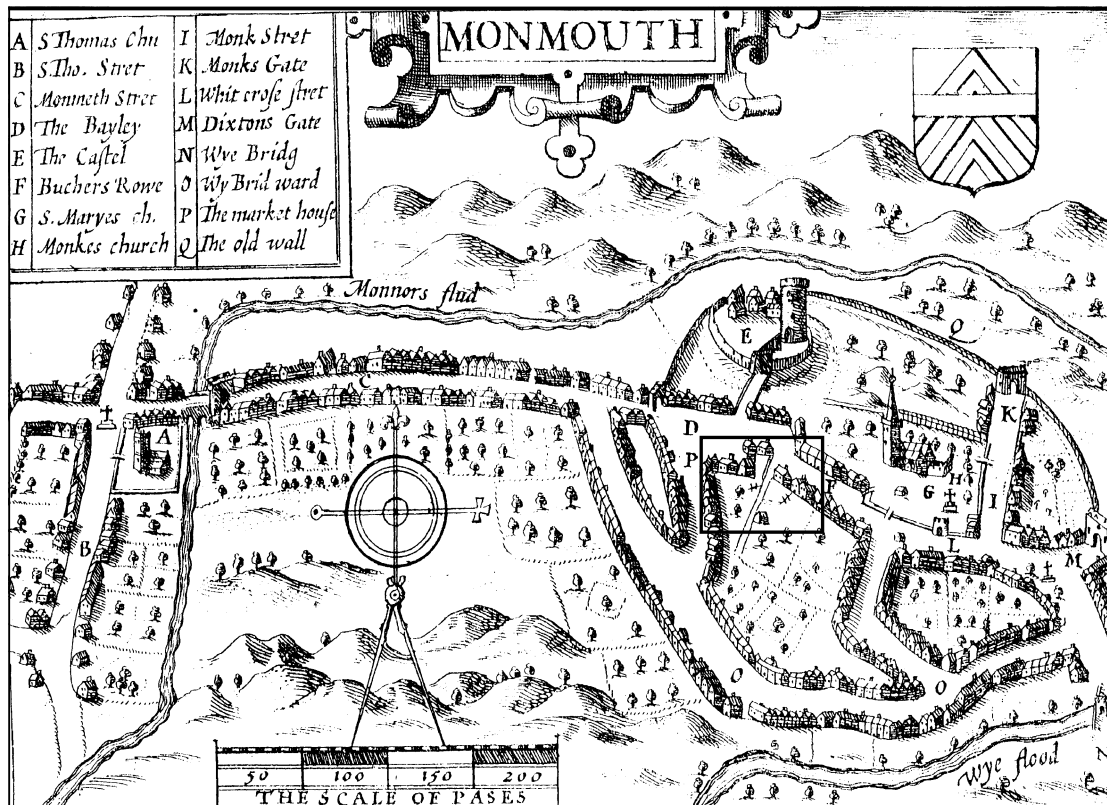 MONMOUTH
A S Thomas Chu
B S. Tho. Stret
C Monmeth Stret
D The Bayley
E The Castel
F Buchers Rowe
G S. Maryes ch.
H Monkes church
I Monk Stret
K Monks Gate
L Whit crose stret
M Dixtons Gate
N Wye Bridg
O Wy Brid ward
P The market house
Q The old wall
Monnors flud
E
Q
C
K
A
D
P
F
H
G
I
B
L
M
O
O
N
Wye flood
50 100 150 200
THE SCALE OF PASES